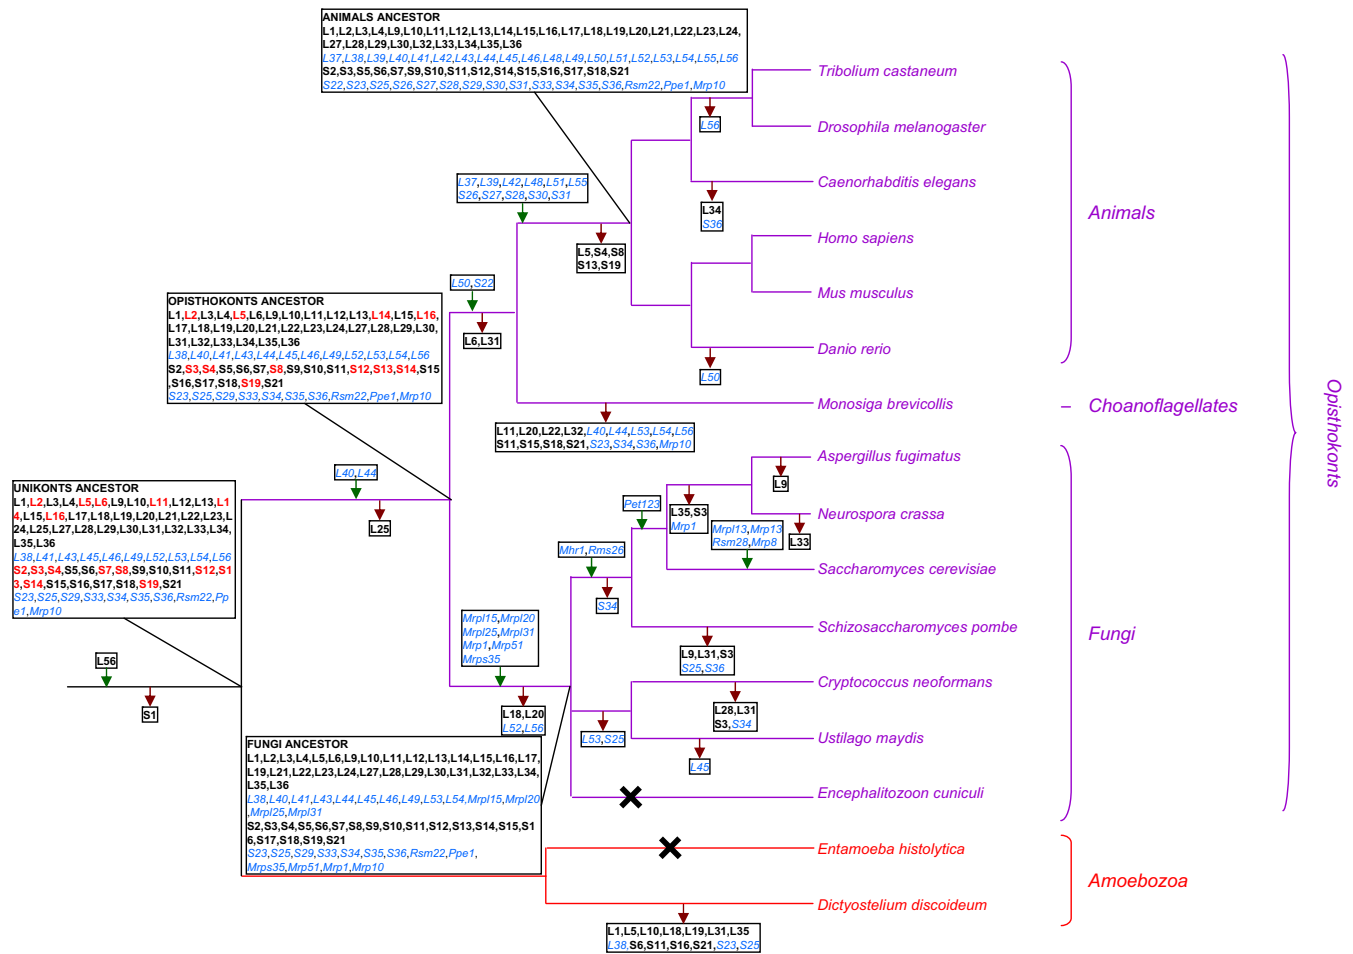 ANIMALS ANCESTOR
L1,L2,L3,L4,L9,L10,L11,L12,L13,L14,L15,L16,L17,L18,L19,L20,L21,L22,L23,L24,
L27,L28,L29,L30,L32,L33,L34,L35,L36
L37,L38,L39,L40,L41,L42,L43,L44,L45,L46,L48,L49,L50,L51,L52,L53,L54,L55,L56
S2,S3,S5,S6,S7,S9,S10,S11,S12,S14,S15,S16,S17,S18,S21
S22,S23,S25,S26,S27,S28,S29,S30,S31,S33,S34,S35,S36,Rsm22,Ppe1,Mrp10
Tribolium castaneum
L56
Drosophila melanogaster
L37,L39,L42,L48,L51,L55
S26,S27,S28,S30,S31
Caenorhabditis elegans
L34
S36
Animals
Homo sapiens
L5,S4,S8
S13,S19
L50,S22
Mus musculus
OPISTHOKONTS ANCESTOR
L1,L2,L3,L4,L5,L6,L9,L10,L11,L12,L13,L14,L15,L16,
L17,L18,L19,L20,L21,L22,L23,L24,L27,L28,L29,L30,
L31,L32,L33,L34,L35,L36
L38,L40,L41,L43,L44,L45,L46,L49,L52,L53,L54,L56
S2,S3,S4,S5,S6,S7,S8,S9,S10,S11,S12,S13,S14,S15
,S16,S17,S18,S19,S21
S23,S25,S29,S33,S34,S35,S36,Rsm22,Ppe1,Mrp10
L6,L31
Danio rerio
L50
Monosiga brevicollis
Choanoflagellates
Opisthokonts
L11,L20,L22,L32,L40,L44,L53,L54,L56
S11,S15,S18,S21,S23,S34,S36,Mrp10
Aspergillus fugimatus
L9
L40,L44
L25
UNIKONTS ANCESTOR
L1,L2,L3,L4,L5,L6,L9,L10,L11,L12,L13,L1
4,L15,L16,L17,L18,L19,L20,L21,L22,L23,L
24,L25,L27,L28,L29,L30,L31,L32,L33,L34,
L35,L36
L38,L41,L43,L45,L46,L49,L52,L53,L54,L56
S2,S3,S4,S5,S6,S7,S8,S9,S10,S11,S12,S1
3,S14,S15,S16,S17,S18,S19,S21
S23,S25,S29,S33,S34,S35,S36,Rsm22,Pp
e1,Mrp10
Pet123
L35,S3
Mrp1
Neurospora crassa
L33
Mrpl13,Mrp13
Rsm28,Mrp8
Mhr1,Rms26
Saccharomyces cerevisiae
S34
Mrpl15,Mrpl20
Mrpl25,Mrpl31
Mrp1,Mrp51
Mrps35
Schizosaccharomyces pombe
Fungi
L9,L31,S3
S25,S36
L56
S1
Cryptococcus neoformans
L28,L31
S3,S34
L18,L20
L52,L56
L53,S25
Ustilago maydis
L45
FUNGI ANCESTOR
L1,L2,L3,L4,L5,L6,L9,L10,L11,L12,L13,L14,L15,L16,L17,
L19,L21,L22,L23,L24,L27,L28,L29,L30,L31,L32,L33,L34,
L35,L36
L38,L40,L41,L43,L44,L45,L46,L49,L53,L54,Mrpl15,Mrpl20
,Mrpl25,Mrpl31
S2,S3,S4,S5,S6,S7,S8,S9,S10,S11,S12,S13,S14,S15,S1
6,S17,S18,S19,S21
S23,S25,S29,S33,S34,S35,S36,Rsm22,Ppe1,
Mrps35,Mrp51,Mrp1,Mrp10
Encephalitozoon cuniculi
Entamoeba histolytica
Amoebozoa
Dictyostelium discoideum
L1,L5,L10,L18,L19,L31,L35
L38,S6,S11,S16,S21,S23,S25